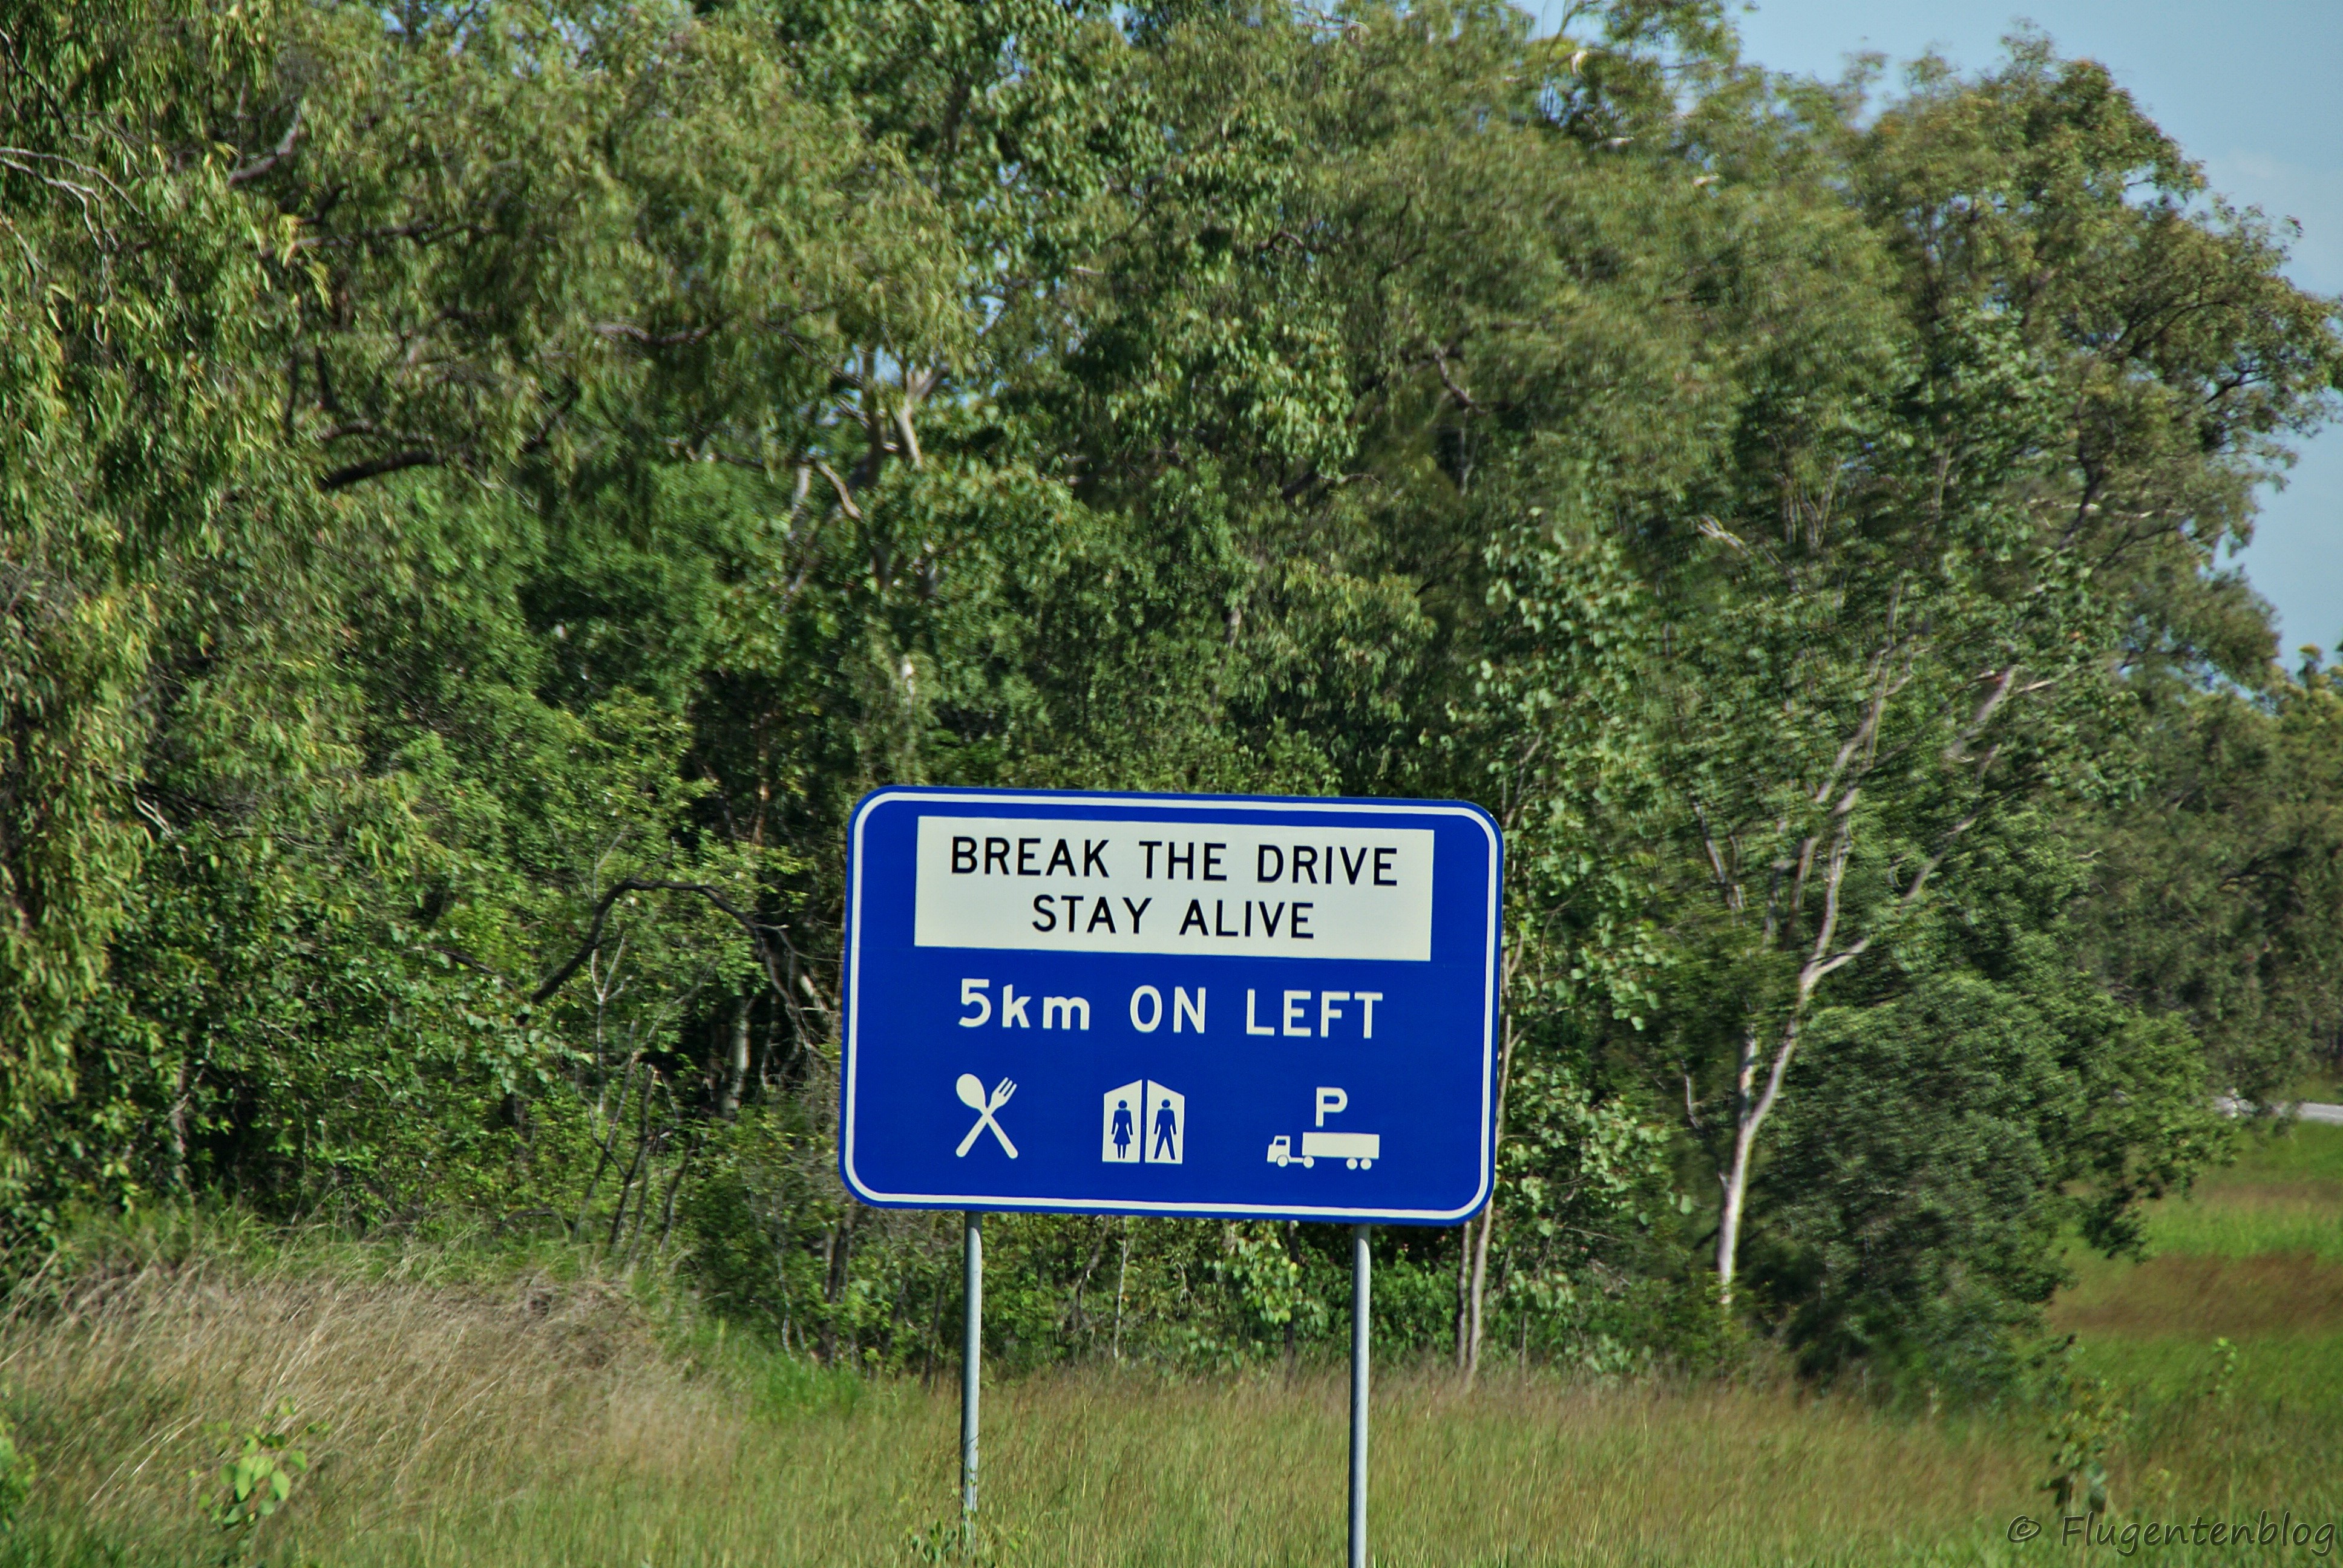 BREAK THE DRIVE
STAY ALIVE
5km ON LEFT
P
© Flugentenblog